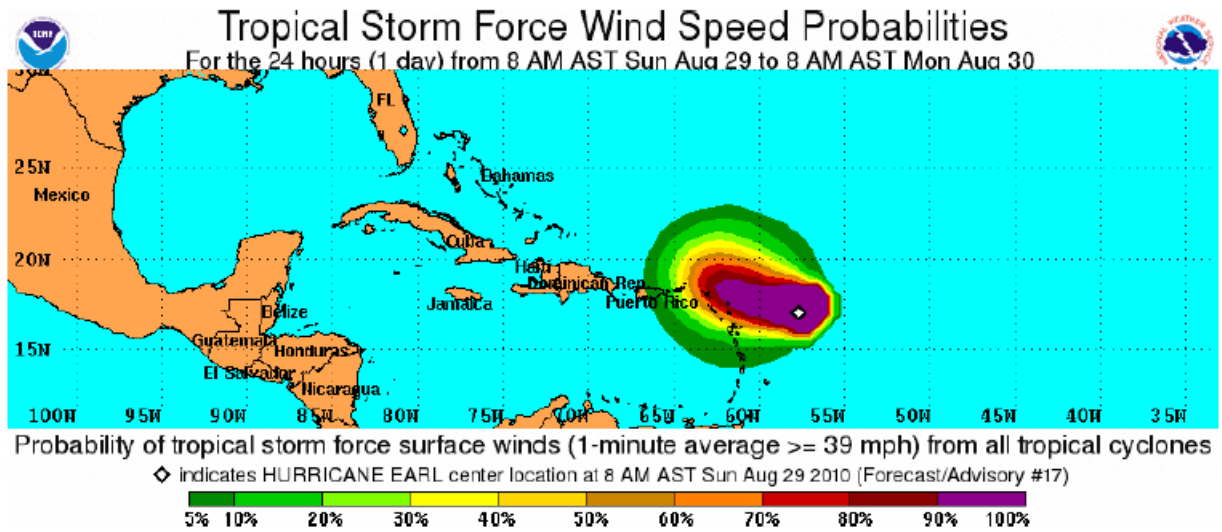 Tropical Storm Force Wind Speed Probabilities
For the 24 hours (1 day) from 8 AM AST Sun Aug 29 to 8 AM AST Mon Aug 30
FL
25N
Mexico
Bahamas
20N
Cuba
Haiti
Dominican Rep
Jamaica
Puerto Rico
Belize
Guatemala
15N
Honduras
El Salvador
Nicaragua
100W 95W 90W 85W 80W 75W 70W 65W 60W 55W 50W 45W 40W 35W
Probability of tropical storm force surface winds (1-minute average >= 39 mph) from all tropical cyclones
indicates HURRICANE EARL center location at 8 AM AST Sun Aug 29 2010 (Forecast/Advisory #17)
5% 10% 20% 30% 40% 50% 60% 70% 80% 90% 100%